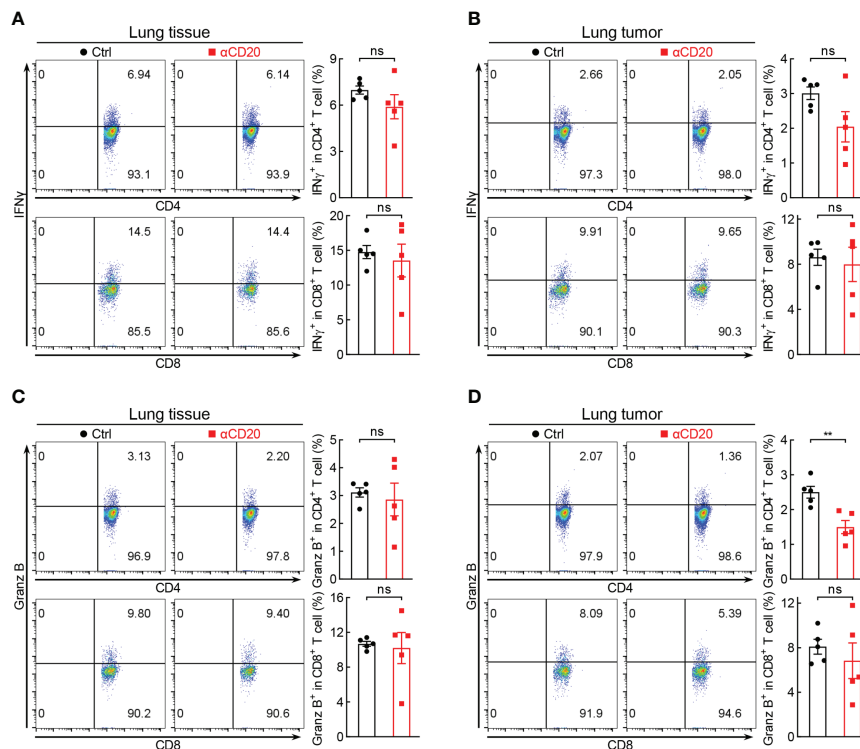 A
Lung tissue
● Ctrl
■ αCD20
0
6.94
0
6.14
0
93.1
0
93.9
CD4
IFNγ
0
14.5
0
14.4
0
85.5
0
85.6
CD8
IFNγ⁺ in CD4⁺ T cell (%)
9
6
3
0
ns
IFNγ⁺ in CD8⁺ T cell (%)
20
15
10
5
0
ns
B
Lung tumor
● Ctrl
■ αCD20
0
2.66
0
2.05
0
97.3
0
98.0
CD4
IFNγ
0
9.91
0
9.65
0
90.1
0
90.3
CD8
IFNγ⁺ in CD4⁺ T cell (%)
4
3
2
1
0
ns
IFNγ⁺ in CD8⁺ T cell (%)
12
8
4
0
ns
C
Lung tissue
● Ctrl
■ αCD20
0
3.13
0
2.20
0
96.9
0
97.8
CD4
Granz B
0
9.80
0
9.40
0
90.2
0
90.6
CD8
Granz B⁺ in CD4⁺ T cell (%)
5
4
3
2
1
0
ns
Granz B⁺ in CD8⁺ T cell (%)
16
12
8
4
0
ns
D
Lung tumor
● Ctrl
■ αCD20
0
2.07
0
1.36
0
97.9
0
98.6
CD4
Granz B
0
8.09
0
5.39
0
91.9
0
94.6
CD8
Granz B⁺ in CD4⁺ T cell (%)
4
3
2
1
0
**
Granz B⁺ in CD8⁺ T cell (%)
12
8
4
0
ns